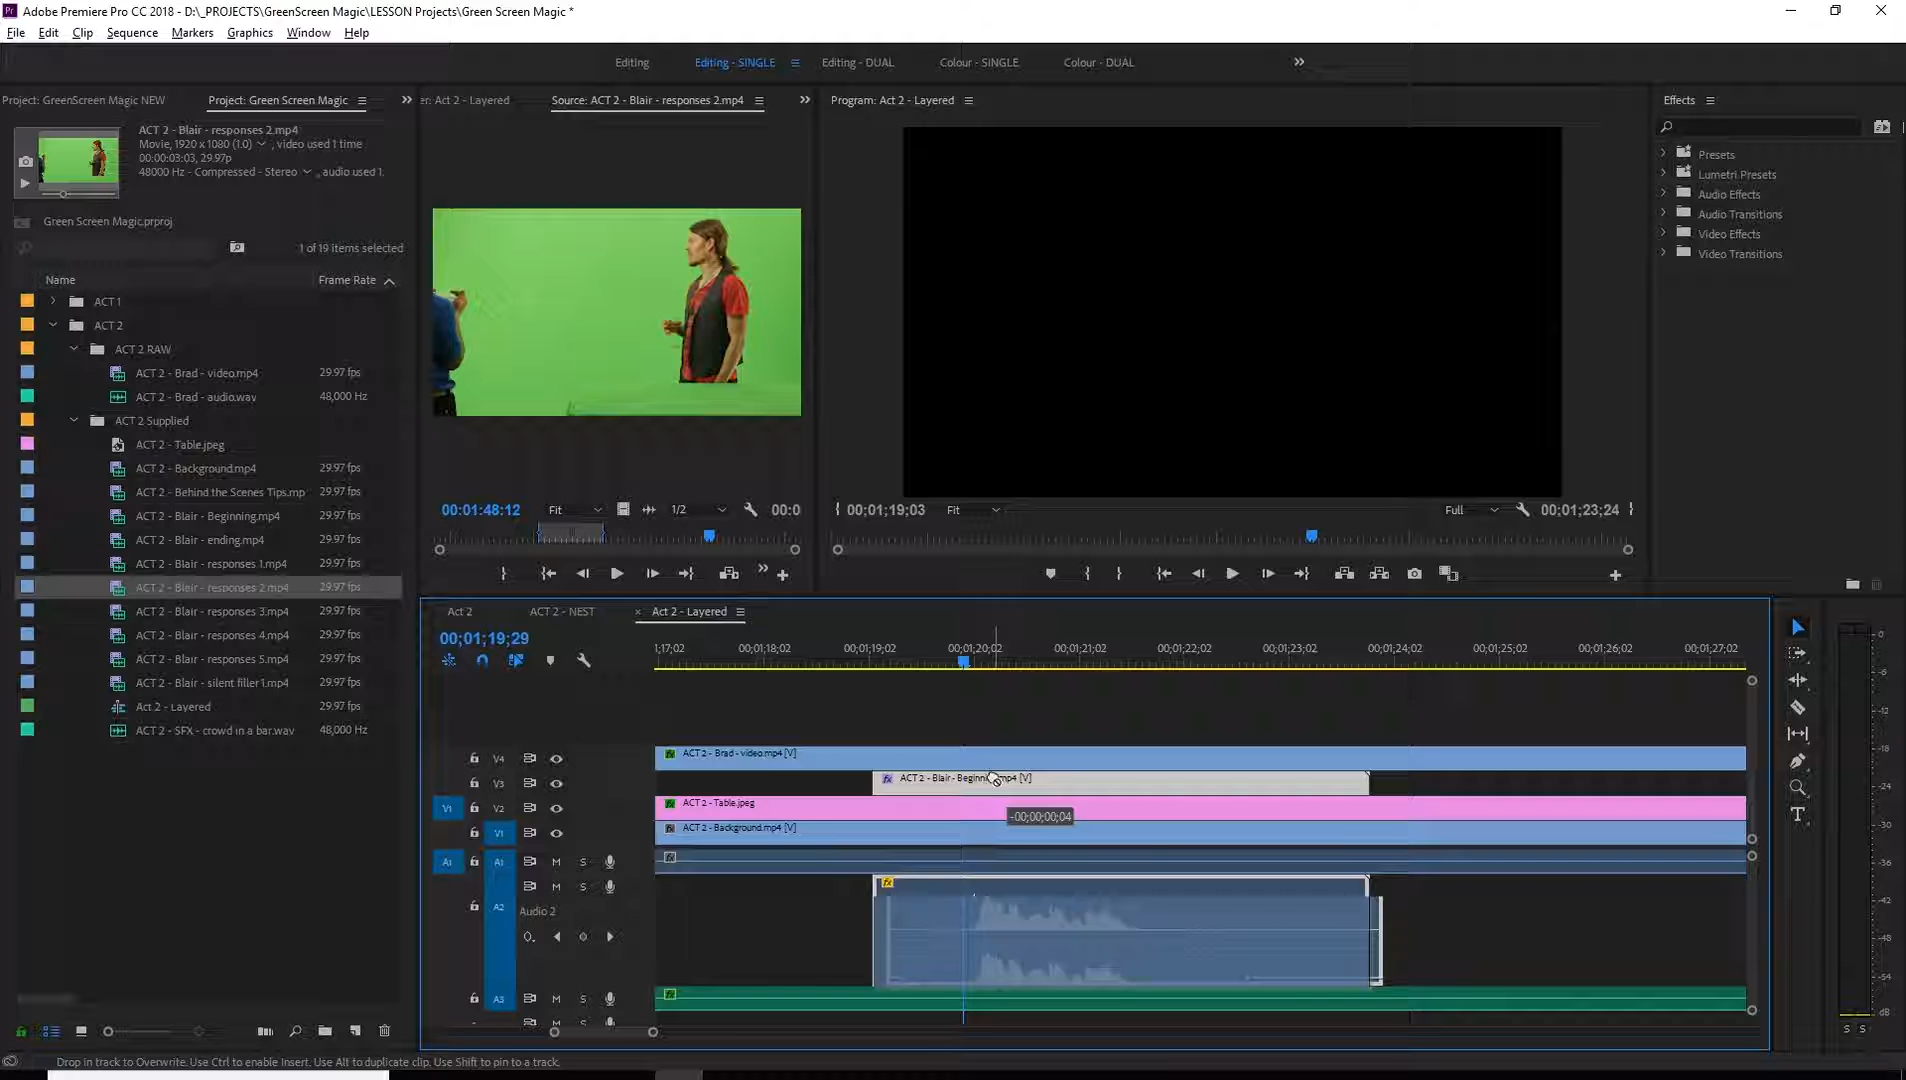 Adobe Premiere Pro CC 2018 - D:\_PROJECTS\GreenScreen Magic\LESSON Projects\Green Screen Magic *
File Edit Clip Sequence Markers Graphics Window Help
Editing Editing - SINGLE Editing - DUAL Colour - SINGLE Colour - DUAL
Project: GreenScreen Magic NEW Project: Green Screen Magic
er: Act 2 - Layered Source: ACT 2 - Blair - responses 2.mp4
Program: Act 2 - Layered
Effects
ACT 2 - Blair - responses 2.mp4
Movie, 1920 x 1080 (1.0) , video used 1 time
00:00:03:03, 29.97p
48000 Hz - Compressed - Stereo , audio used 1.
Green Screen Magic.prproj
1 of 19 items selected
Name Frame Rate
ACT 1
ACT 2
ACT 2 RAW
ACT 2 - Brad - video.mp4 29.97 fps
ACT 2 - Brad - audio.wav 48,000 Hz
ACT 2 Supplied
ACT 2 - Table.jpeg
ACT 2 - Background.mp4 29.97 fps
ACT 2 - Behind the Scenes Tips.mp 29.97 fps
ACT 2 - Blair - Beginning.mp4 29.97 fps
ACT 2 - Blair - ending.mp4 29.97 fps
ACT 2 - Blair - responses 1.mp4 29.97 fps
ACT 2 - Blair - responses 2.mp4 29.97 fps
ACT 2 - Blair - responses 3.mp4 29.97 fps
ACT 2 - Blair - responses 4.mp4 29.97 fps
ACT 2 - Blair - responses 5.mp4 29.97 fps
ACT 2 - Blair - silent filler1.mp4 29.97 fps
Act 2 - Layered 29.97 fps
ACT 2 - SFX - crowd in a bar.wav 48,000 Hz
00:01:48:12 Fit 1/2 00:0
00;01;19;03 Fit Full 00;01;23;24
Presets
Lumetri Presets
Audio Effects
Audio Transitions
Video Effects
Video Transitions
Act 2 ACT 2 - NEST × Act 2 - Layered
00;01;19;29
1;17;02 00;01;18;02 00;01;19;02 00;01;20;02 00;01;21;02 00;01;22;02 00;01;23;02 00;01;24;02 00;01;25;02 00;01;26;02 00;01;27;02
V4 ACT 2 - Brad - video.mp4 [V]
V3 ACT 2 - Blair - Beginning.mp4 [V]
V1 V2 ACT 2 - Table.jpeg
-00;00;00;04
V1 ACT 2 - Background.mp4 [V]
A1 A1 M S
M S
A2 Audio 2
A3 M S
M S
0
-6
-12
-18
-24
-30
-36
-42
-48
-54
dB
S S
Drop in track to Overwrite. Use Ctrl to enable Insert. Use Alt to duplicate clip. Use Shift to pin to a track.